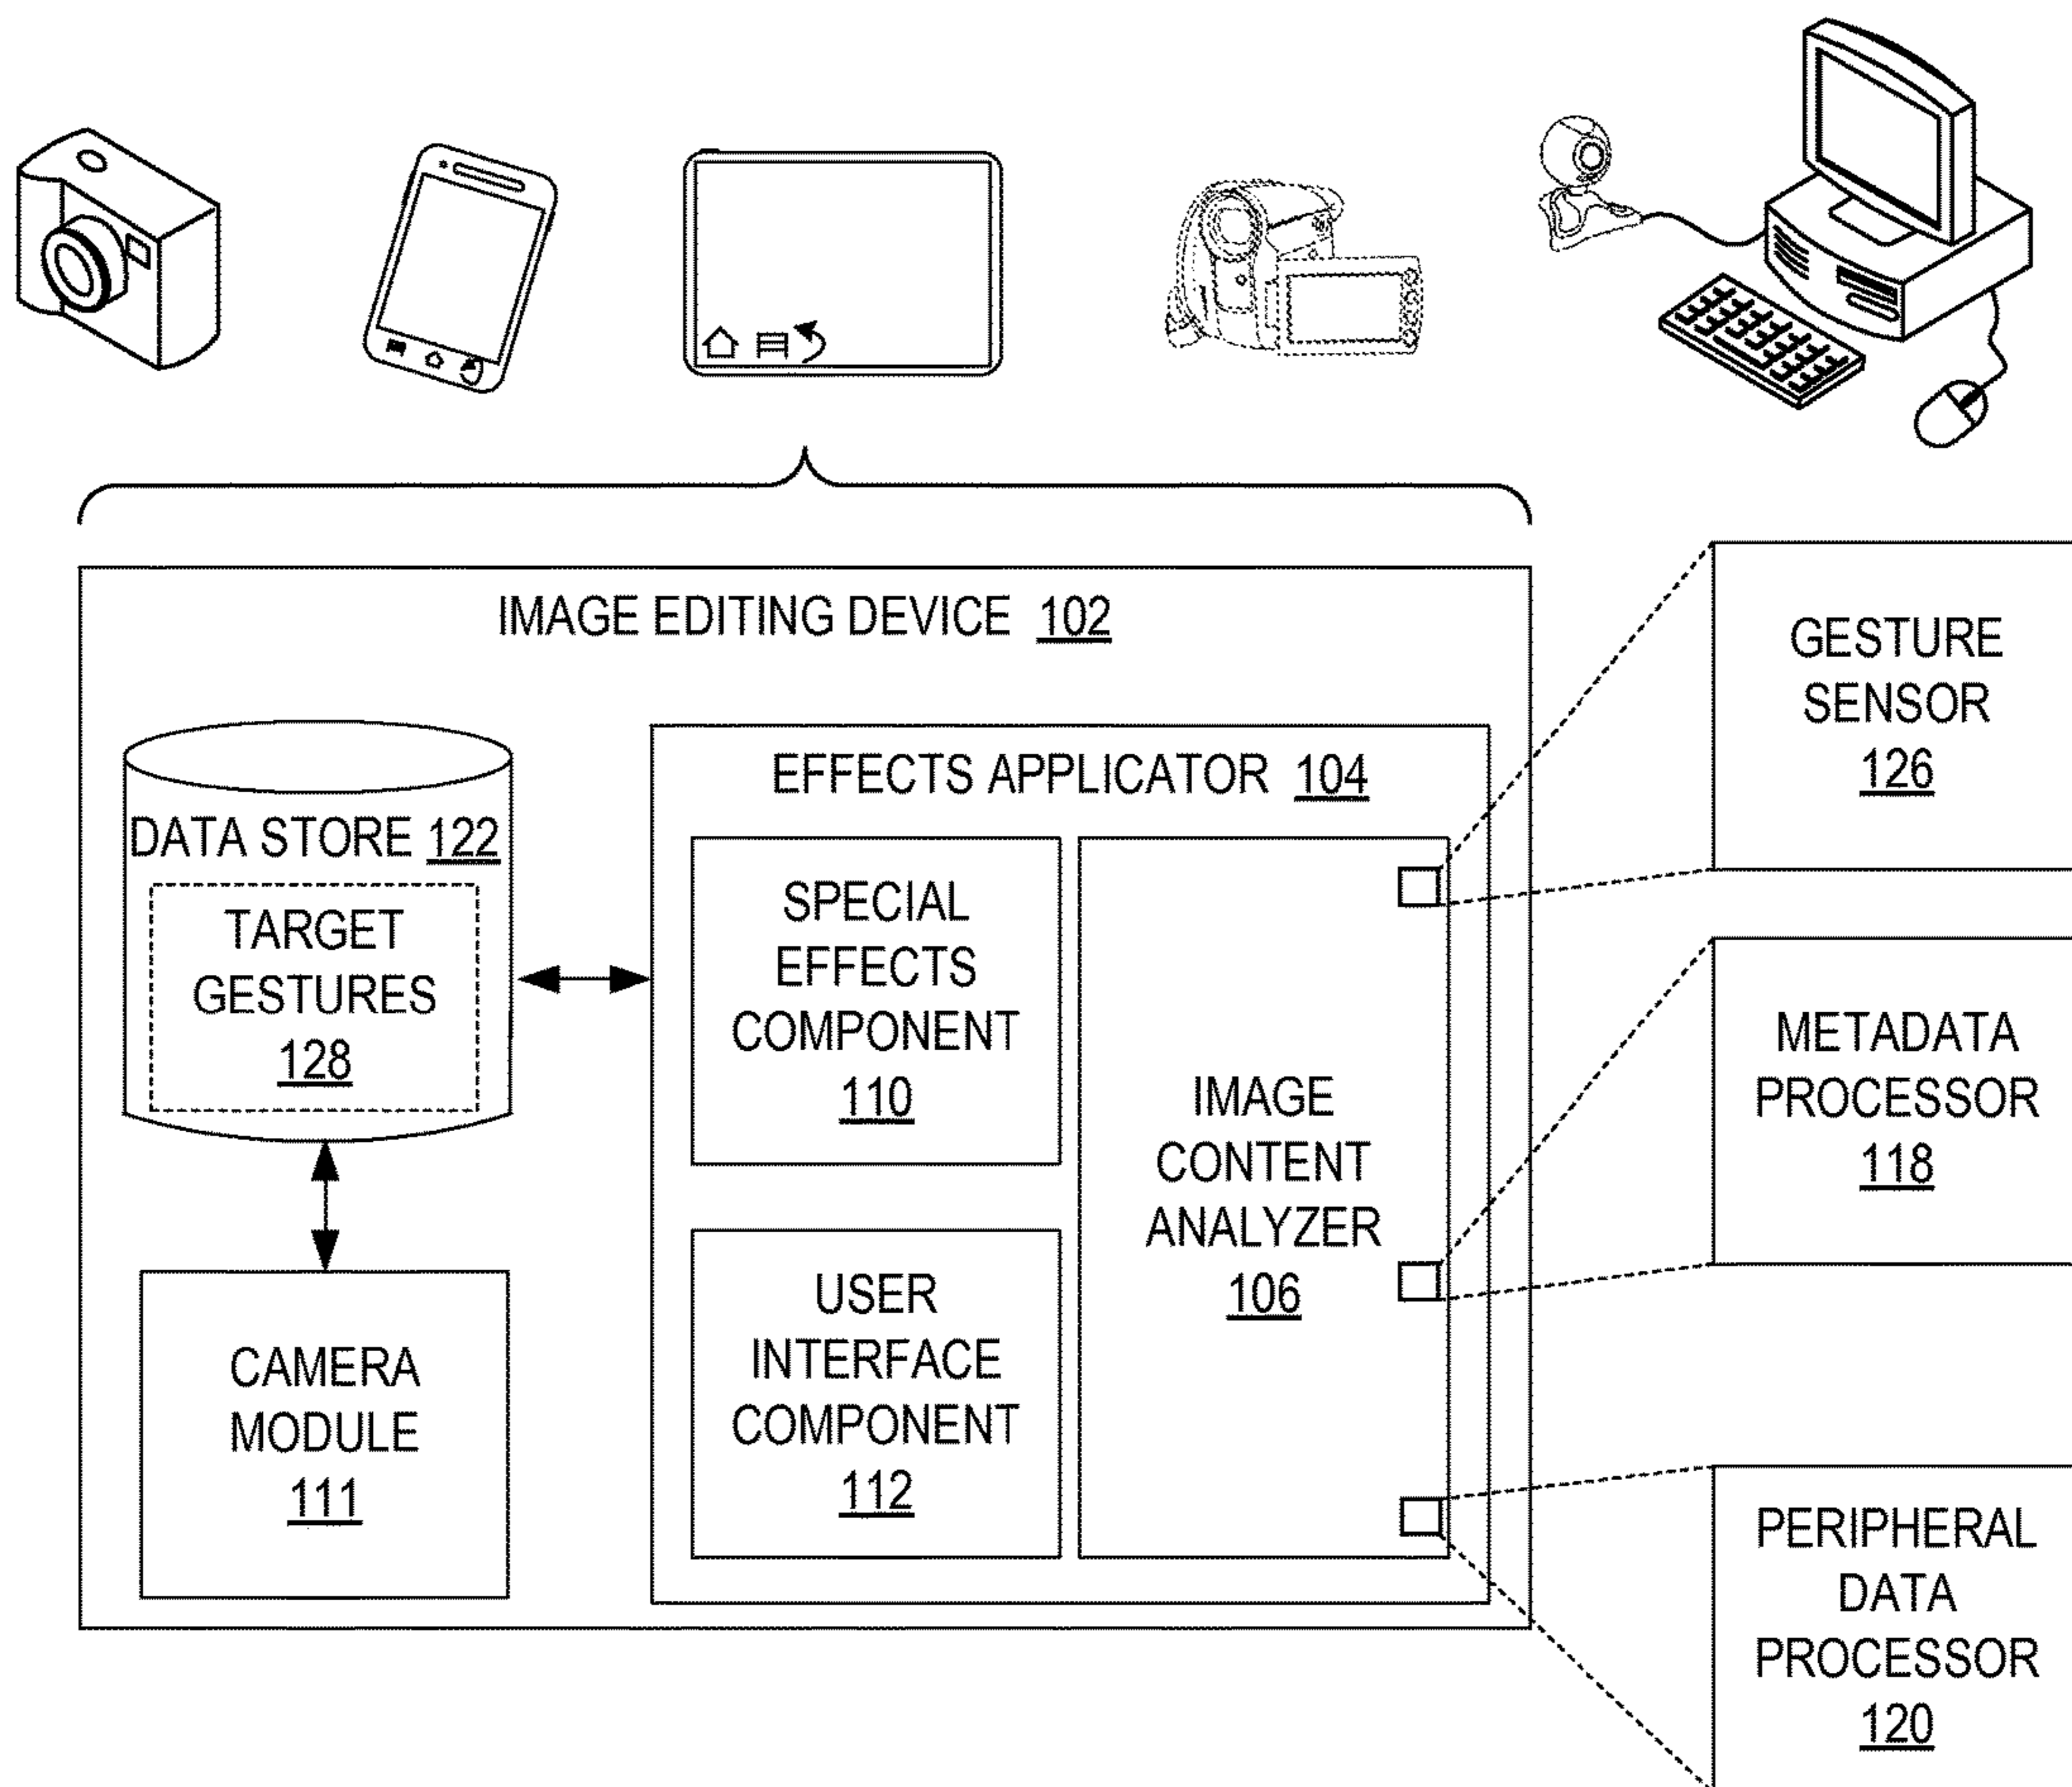 IMAGE EDITING DEVICE 102
DATA STORE 122
TARGET
GESTURES
128
CAMERA
MODULE
111
EFFECTS APPLICATOR 104
SPECIAL
EFFECTS
COMPONENT
110
USER
INTERFACE
COMPONENT
112
IMAGE
CONTENT
ANALYZER
106
GESTURE
SENSOR
126
METADATA
PROCESSOR
118
PERIPHERAL
DATA
PROCESSOR
120